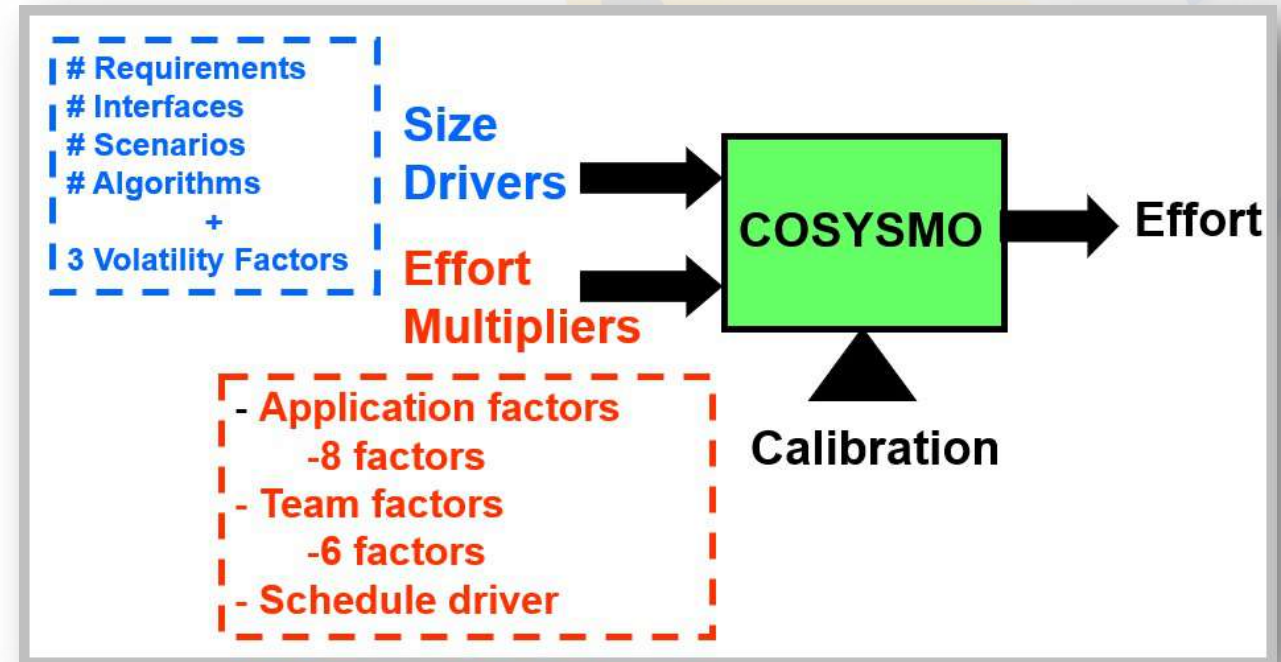 # Requirements
# Interfaces
# Scenarios
# Algorithms
+
3 Volatility Factors
Size
Drivers
Effort
Multipliers
- Application factors
-8 factors
- Team factors
-6 factors
- Schedule driver
COSYSMO
Calibration
Effort